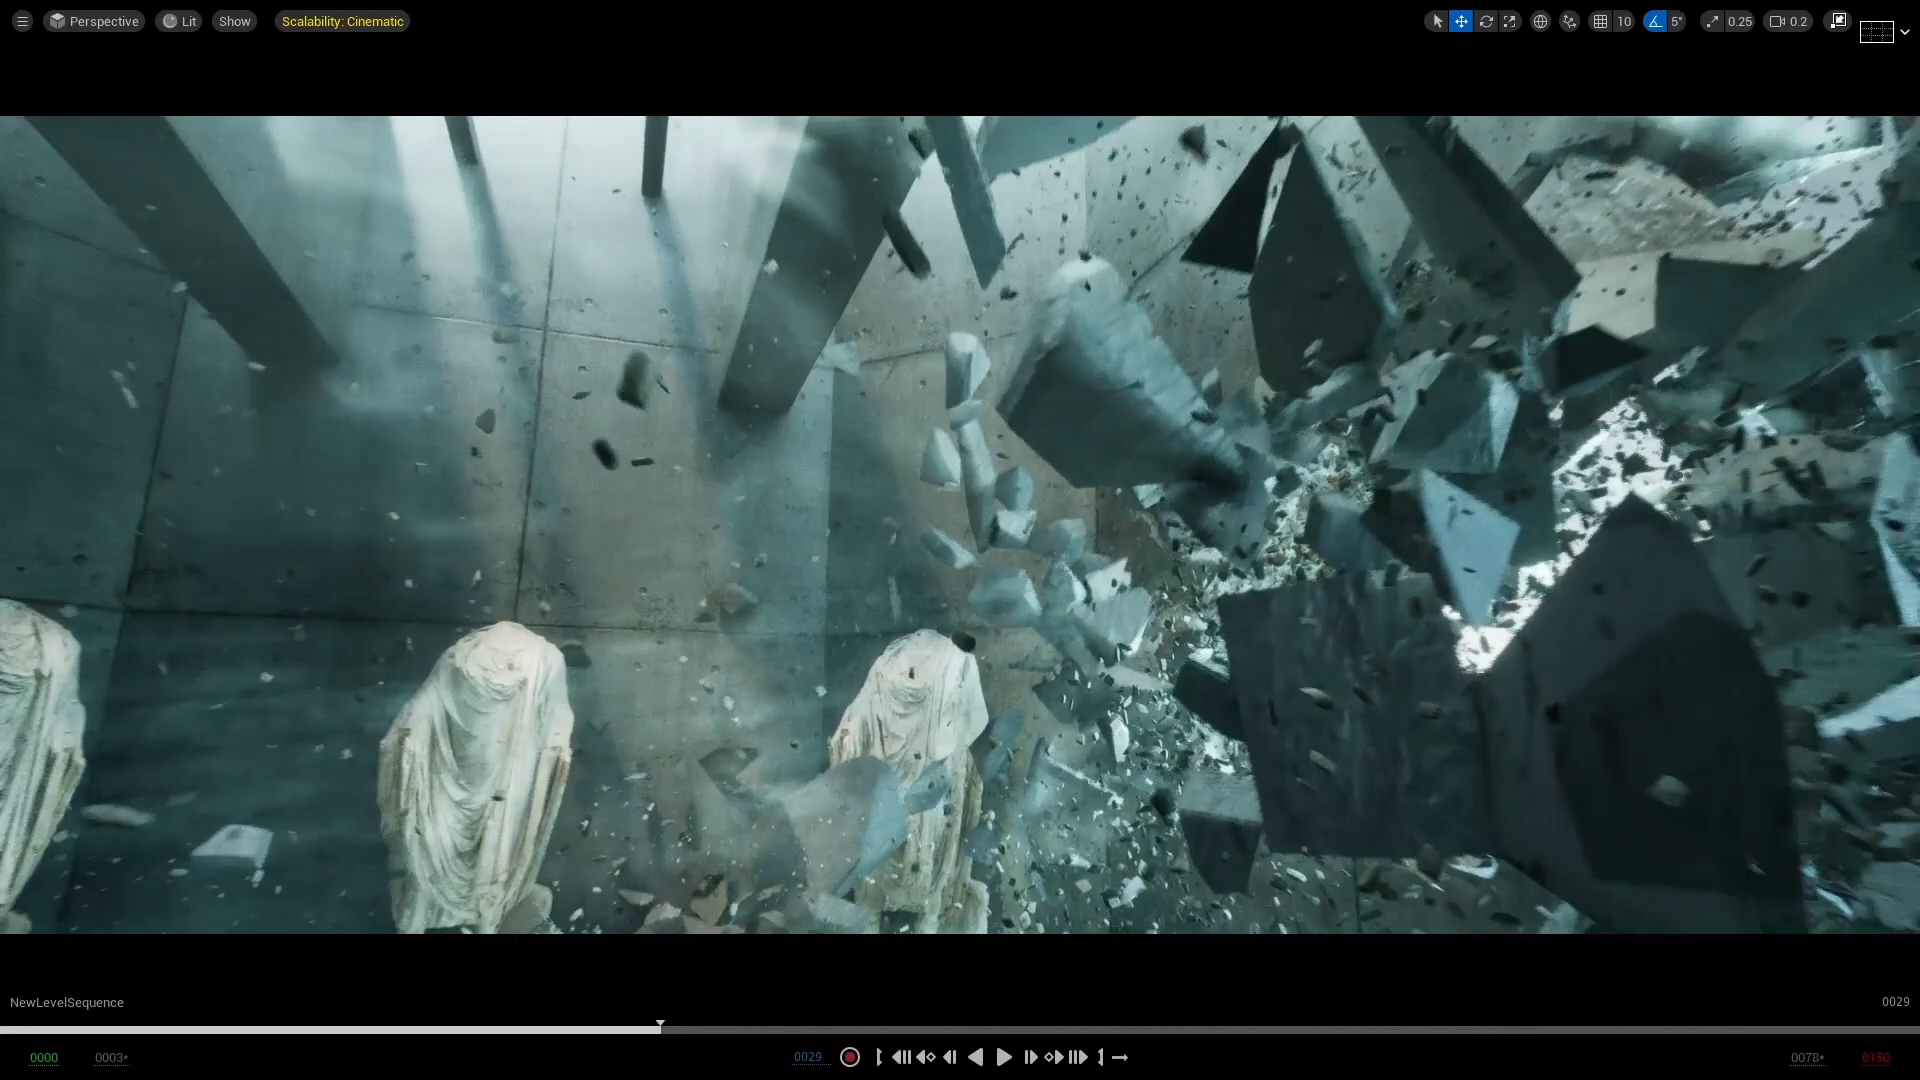 Perspective Lit Show Scalability: Cinematic 10 5° 0.25 0.2
NewLevelSequence 0029
0000 0003* 0029 0078* 0150